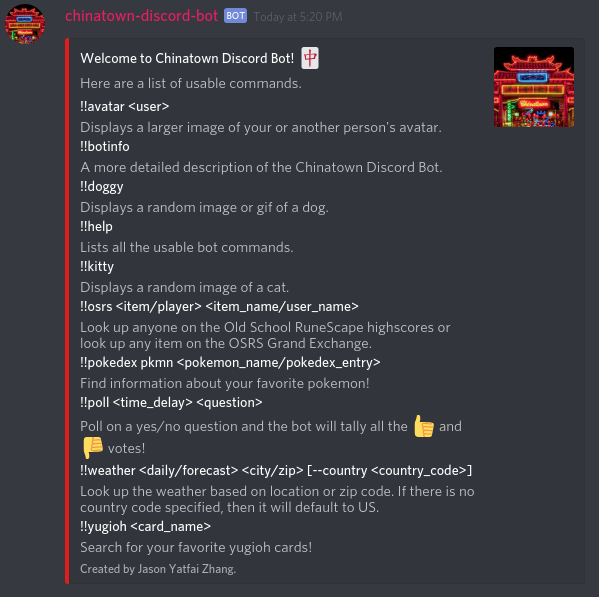 chinatown-discord-bot BOT Today at 5:20 PM
Welcome to Chinatown Discord Bot! 🀄
Here are a list of usable commands.
!!avatar <user>
Displays a larger image of your or another person's avatar.
!!botinfo
A more detailed description of the Chinatown Discord Bot.
!!doggy
Displays a random image or gif of a dog.
!!help
Lists all the usable bot commands.
!!kitty
Displays a random image of a cat.
!!osrs <item/player> <item_name/user_name>
Look up anyone on the Old School RuneScape highscores or
look up any item on the OSRS Grand Exchange.
!!pokedex pkmn <pokemon_name/pokedex_entry>
Find information about your favorite pokemon!
!!poll <time_delay> <question>
Poll on a yes/no question and the bot will tally all the 👍 and
👎 votes!
!!weather <daily/forecast> <city/zip> [--country <country_code>]
Look up the weather based on location or zip code. If there is no
country code specified, then it will default to US.
!!yugioh <card_name>
Search for your favorite yugioh cards!
Created by Jason Yatfai Zhang.